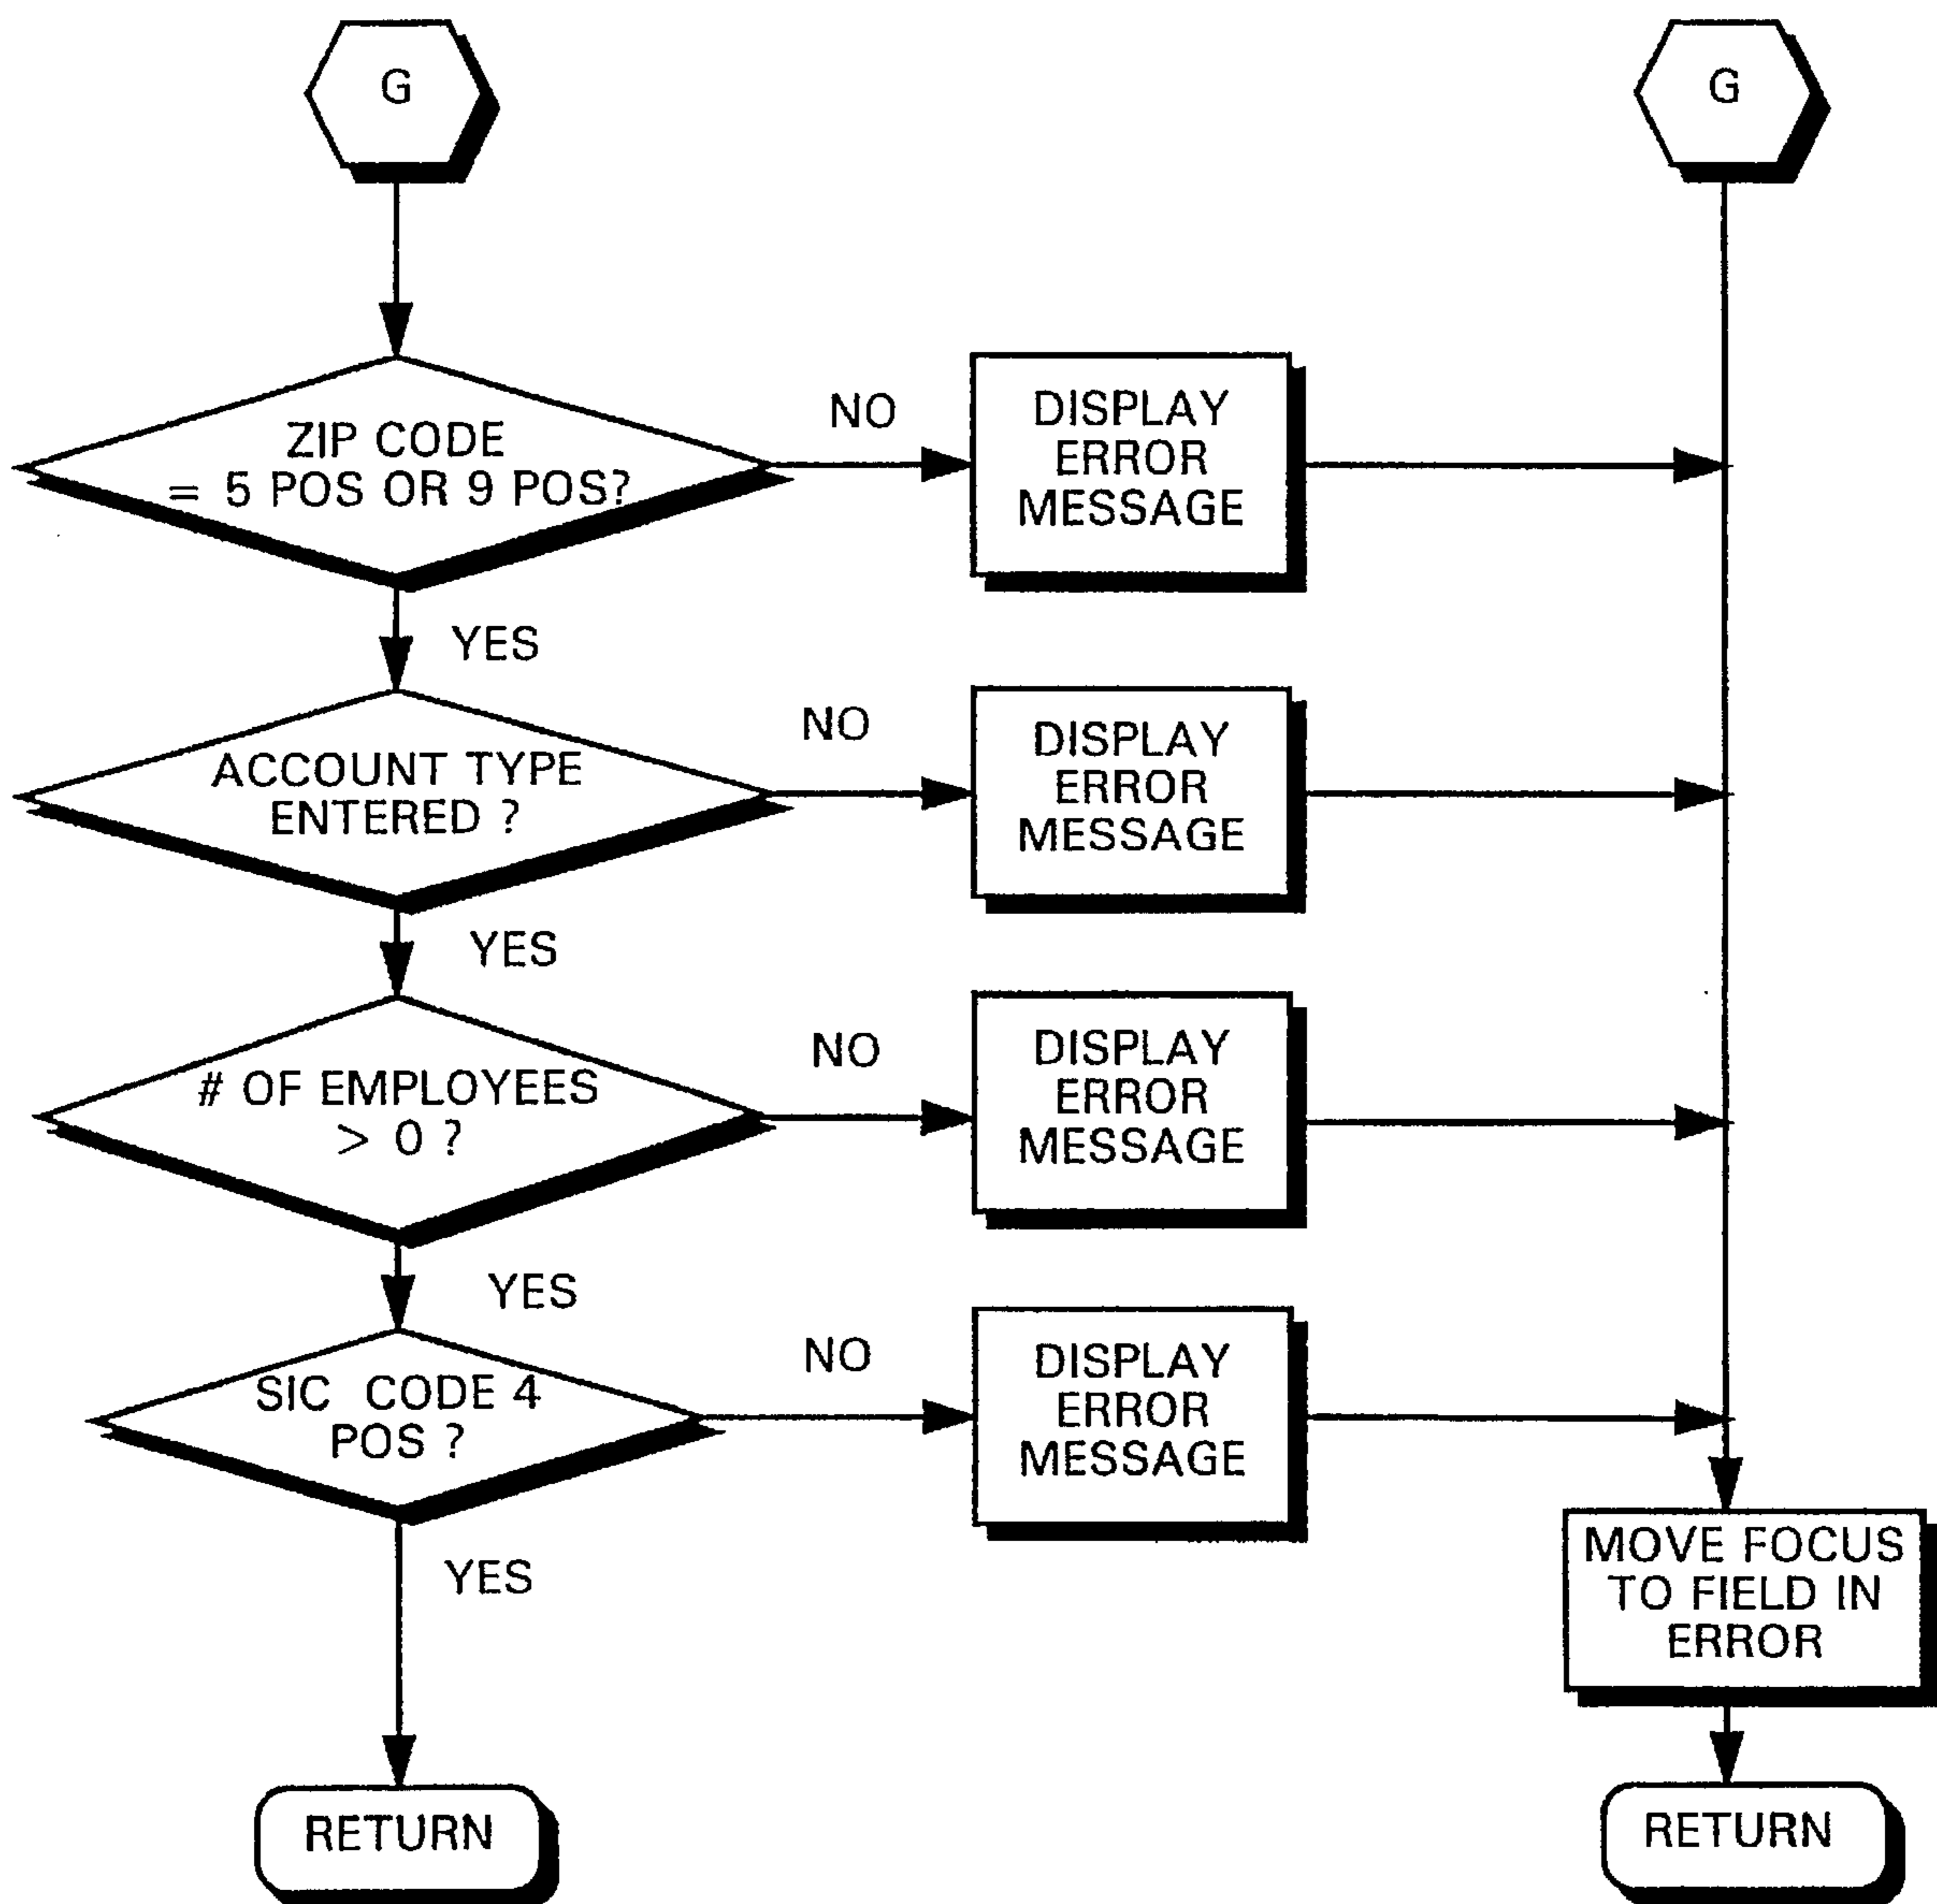 G
G
ZIP CODE
= 5 POS OR 9 POS?
NO
DISPLAY
ERROR
MESSAGE
YES
ACCOUNT TYPE
ENTERED ?
NO
DISPLAY
ERROR
MESSAGE
YES
# OF EMPLOYEES
> 0 ?
NO
DISPLAY
ERROR
MESSAGE
YES
SIC CODE 4
POS ?
NO
DISPLAY
ERROR
MESSAGE
YES
MOVE FOCUS
TO FIELD IN
ERROR
RETURN
RETURN